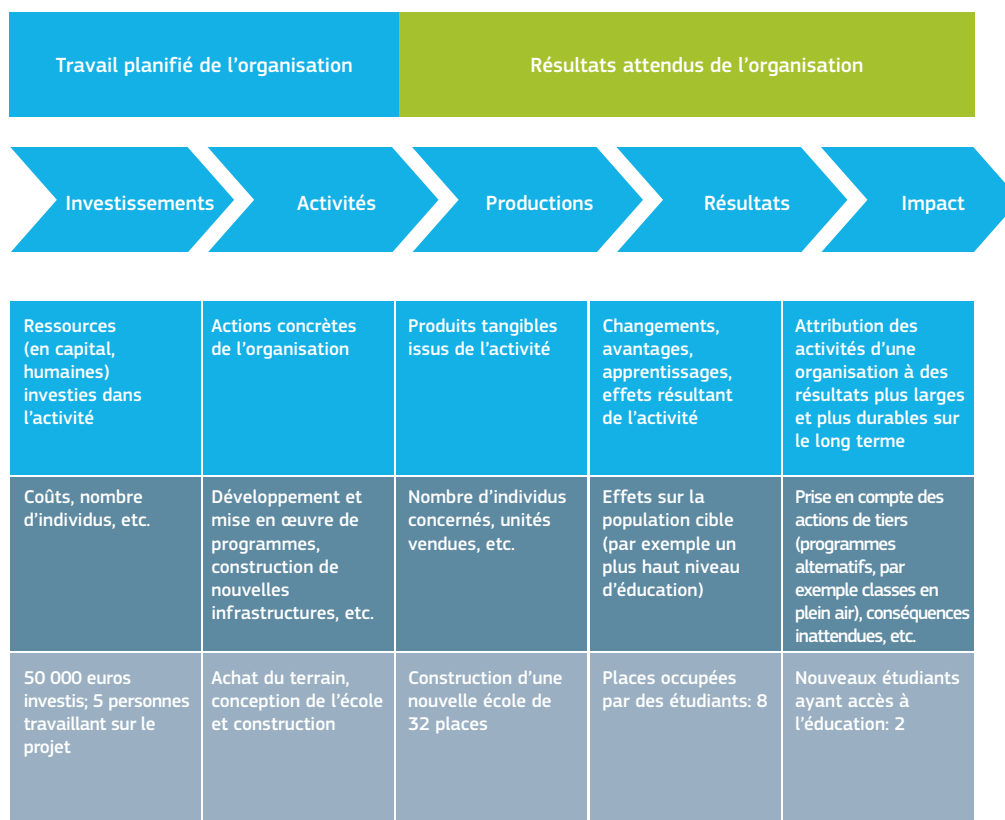 Travail planifié de l’organisation
Résultats attendus de l’organisation
Investissements
Activités
Productions
Résultats
Impact
Ressources
(en capital,
humaines)
investies dans
l’activité
Actions concrètes
de l’organisation
Produits tangibles
issus de l’activité
Changements,
avantages,
apprentissages,
effets résultant
de l’activité
Attribution des
activités d’une
organisation à des
résultats plus larges
et plus durables sur
le long terme
Coûts, nombre
d’individus, etc.
Développement et
mise en œuvre de
programmes,
construction de
nouvelles
infrastructures, etc.
Nombre d’individus
concernés, unités
vendues, etc.
Effets sur la
population cible
(par exemple un
plus haut niveau
d’éducation)
Prise en compte des
actions de tiers
(programmes
alternatifs, par
exemple classes en
plein air), conséquences
inattendues, etc.
50 000 euros
investis; 5 personnes
travaillant sur le
projet
Achat du terrain,
conception de l’école
et construction
Construction d’une
nouvelle école de
32 places
Places occupées
par des étudiants: 8
Nouveaux étudiants
ayant accès à
l’éducation: 2